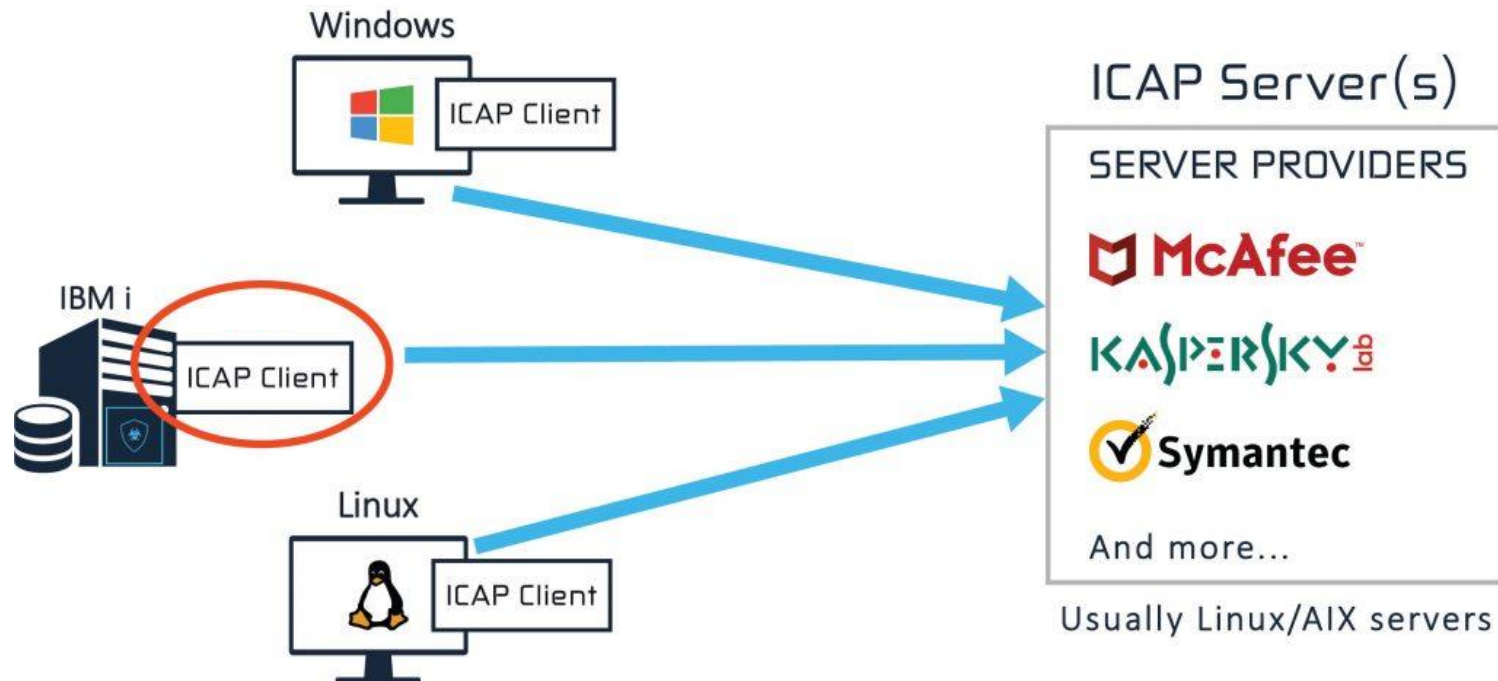 Windows
ICAP Client
IBM i
ICAP Client
Linux
ICAP Client
ICAP Server(s)
SERVER PROVIDERS
McAfee™
KASPERSKY lab
Symantec
And more...
Usually Linux/AIX servers